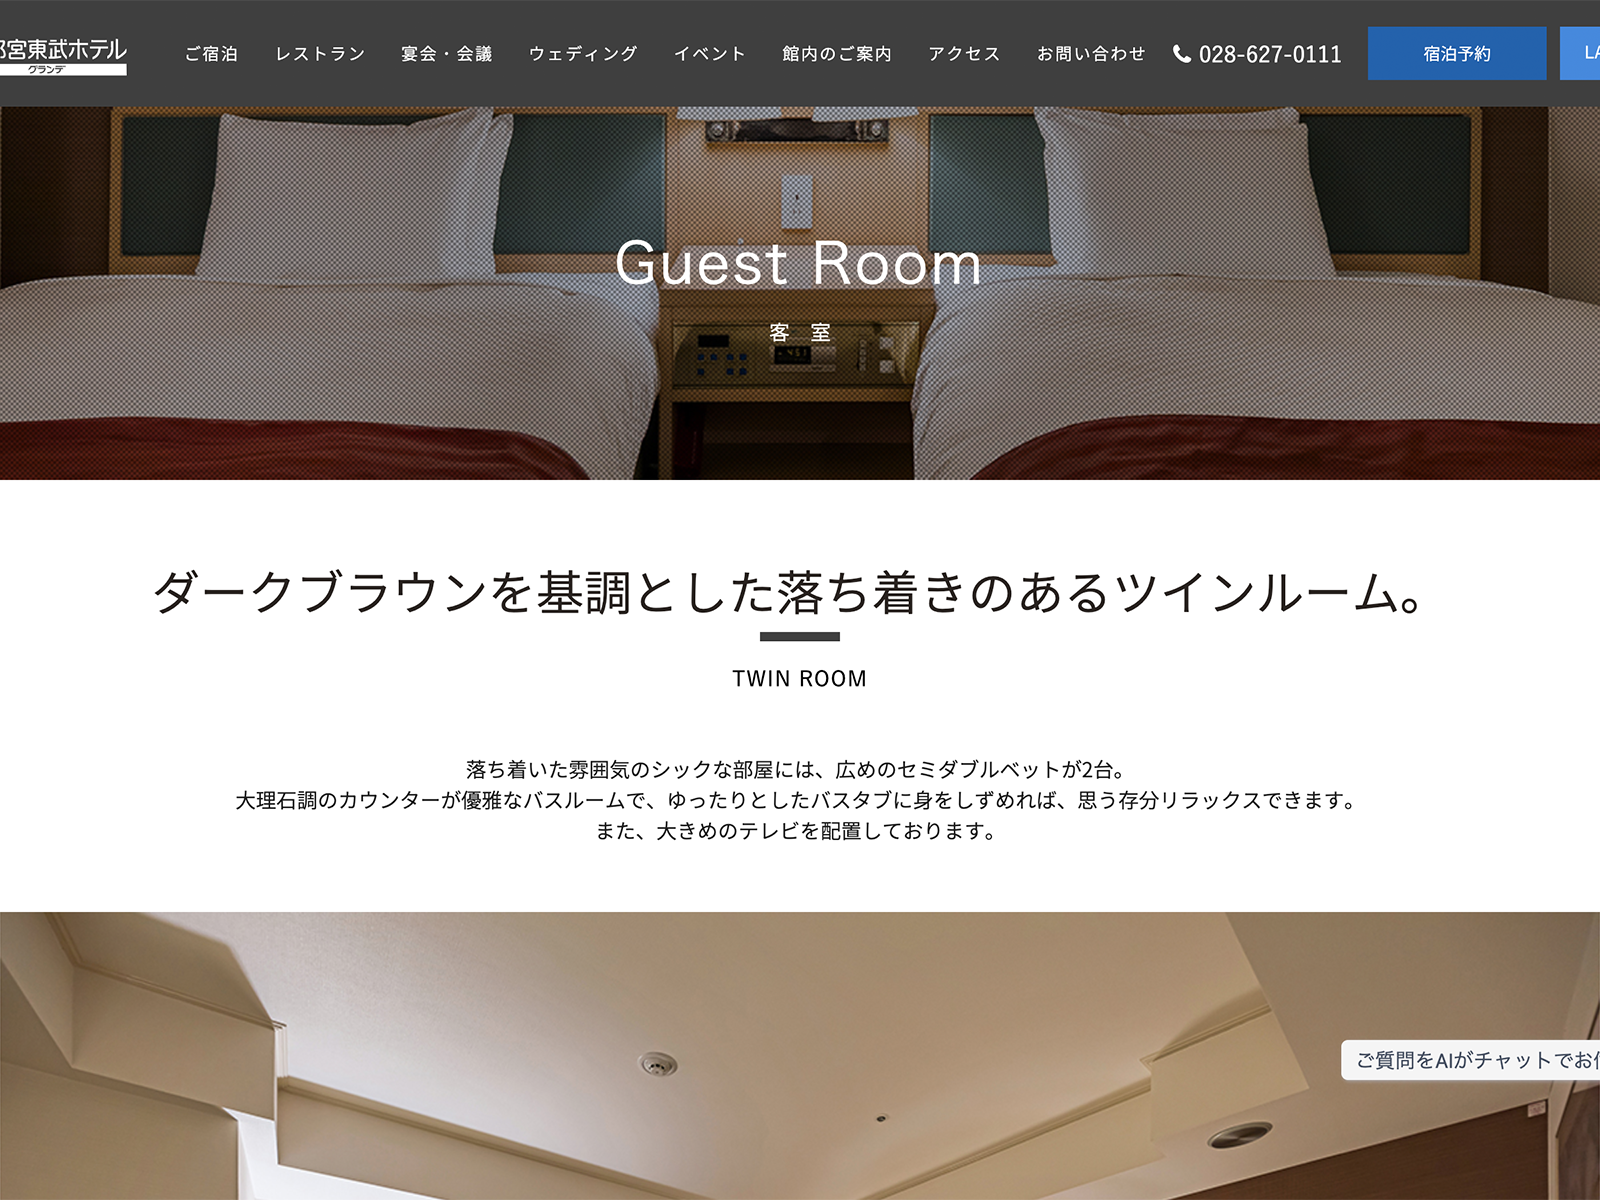 宮東武ホテル
グランデ
ご宿泊 レストラン 宴会・会議 ウェディング イベント 館内のご案内 アクセス お問い合わせ 028-627-0111 宿泊予約
Guest Room
客 室
ダークブラウンを基調とした落ち着きのあるツインルーム。
TWIN ROOM
落ち着いた雰囲気のシックな部屋には、広めのセミダブルベットが2台。
大理石調のカウンターが優雅なバスルームで、ゆったりとしたバスタブに身をしずめれば、思う存分リラックスできます。
また、大きめのテレビを配置しております。
ご質問をAIがチャットでお